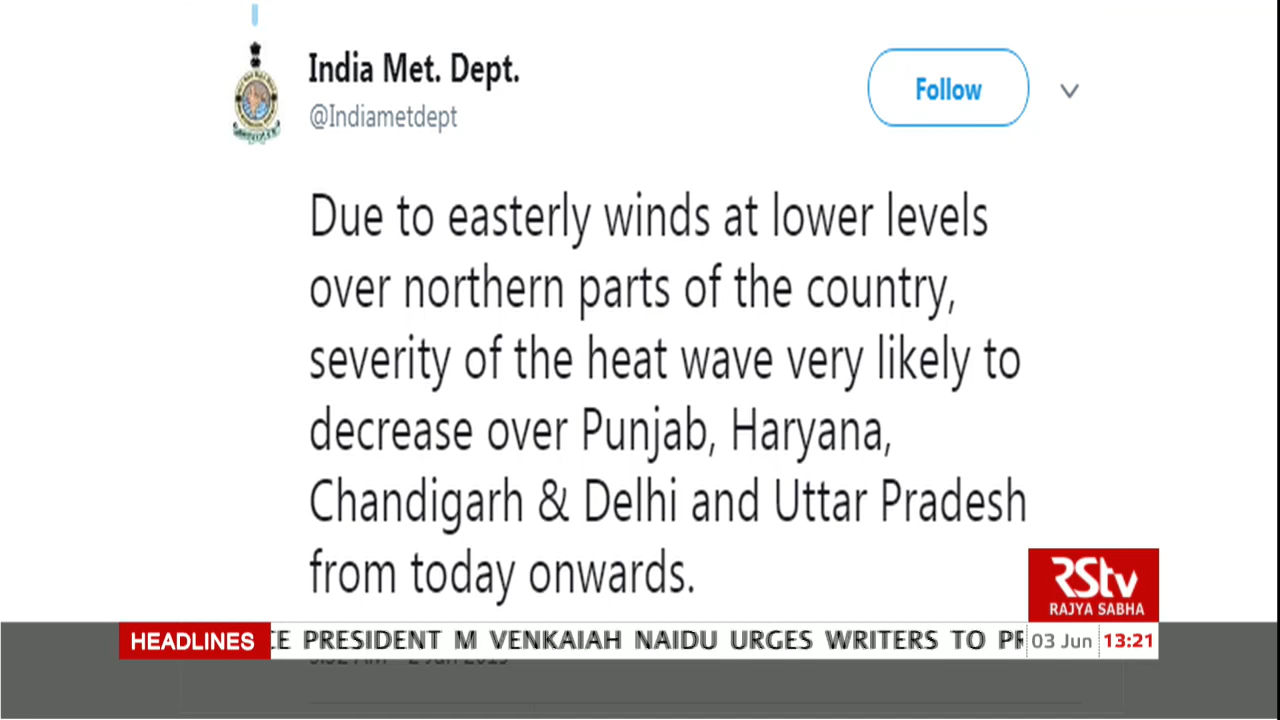 India Met. Dept.
@Indiametdept
Follow
Due to easterly winds at lower levels
over northern parts of the country,
severity of the heat wave very likely to
decrease over Punjab, Haryana,
Chandigarh & Delhi and Uttar Pradesh
from today onwards.
RStv
RAJYA SABHA
HEADLINES
CE PRESIDENT M VENKAIAH NAIDU URGES WRITERS TO PR
03 Jun
13:21